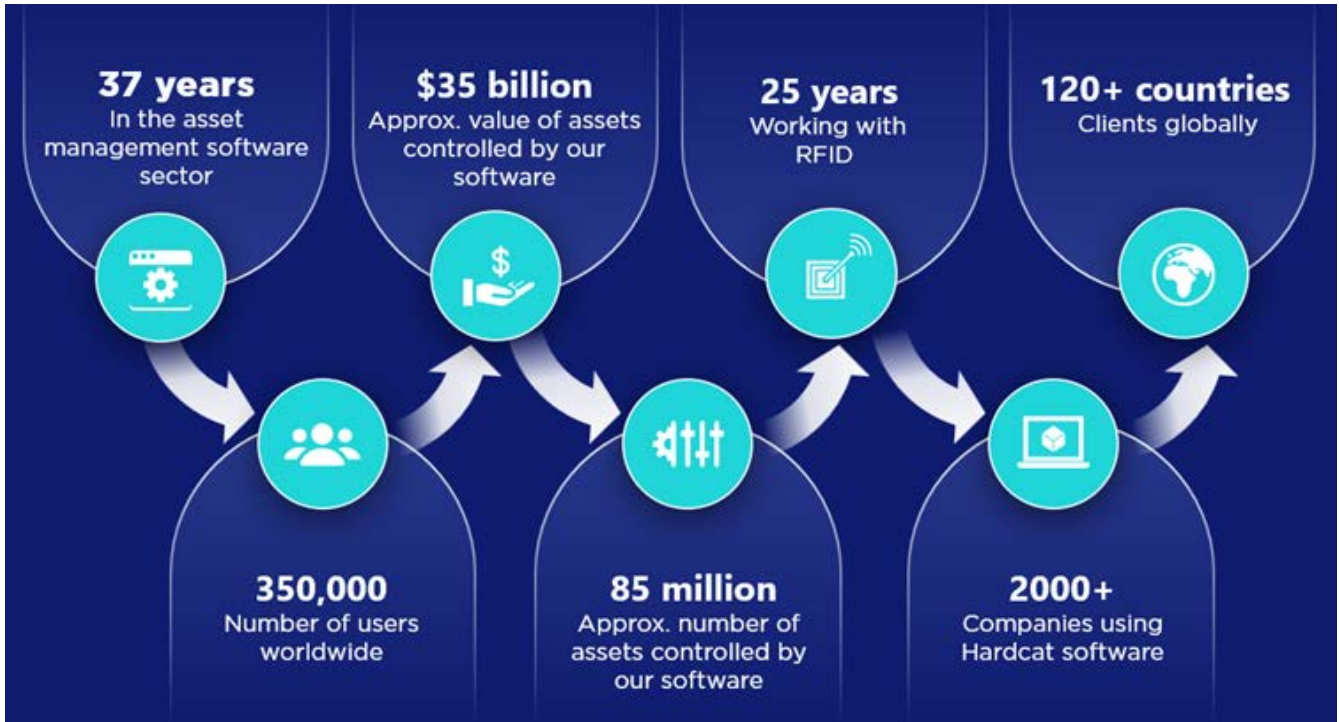 37 years
In the asset
management software
sector
350,000
Number of users
worldwide
$35 billion
Approx. value of assets
controlled by our
software
85 million
Approx. number of
assets controlled by
our software
25 years
Working with
RFID
2000+
Companies using
Hardcat software
120+ countries
Clients globally